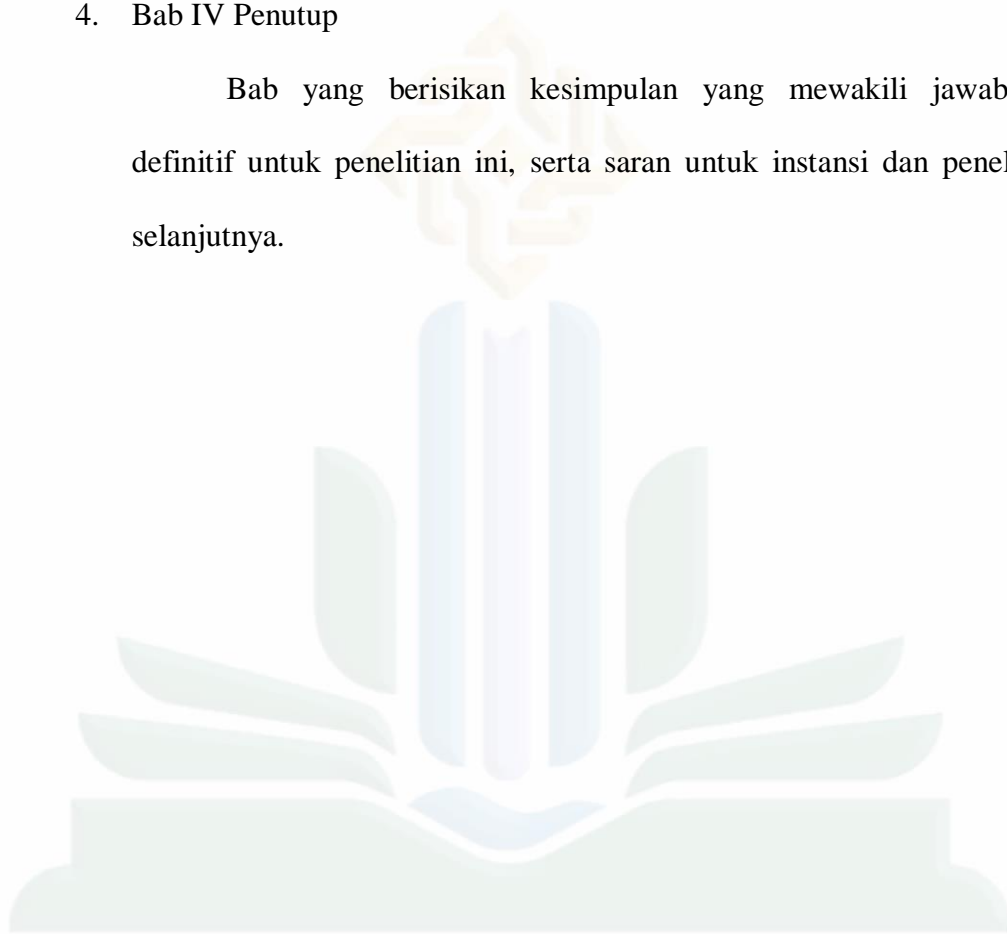 4. Bab IV Penutup
Bab yang berisikan kesimpulan yang mewakili jawab
definitif untuk penelitian ini, serta saran untuk instansi dan penel
selanjutnya.